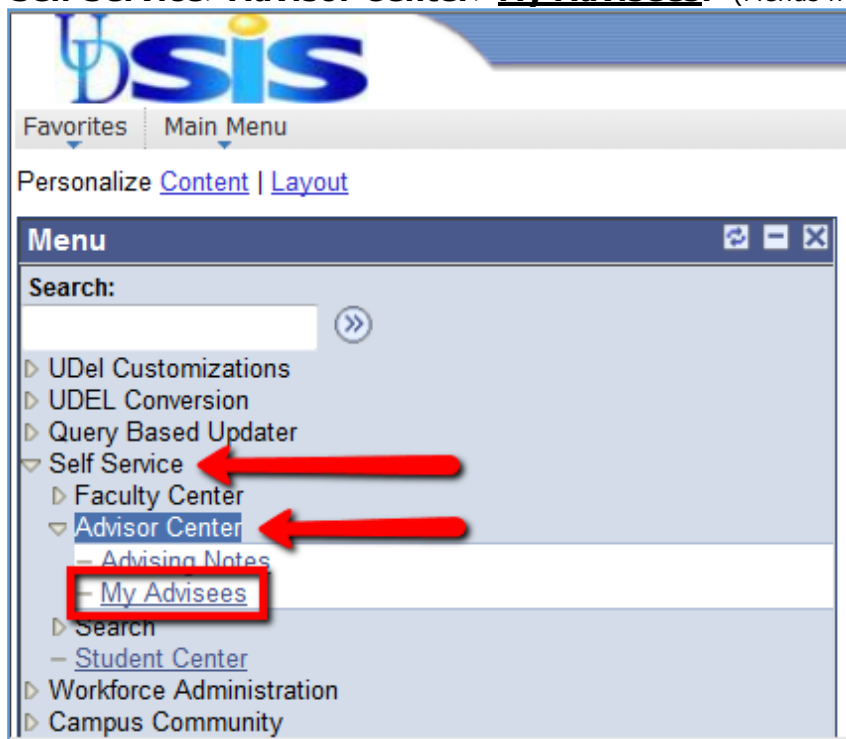 Self Service> Advisor Center> My Advisees.
UDSIS
Favorites Main Menu
Personalize Content | Layout
Menu
Search:
UDel Customizations
UDEL Conversion
Query Based Updater
Self Service
Faculty Center
Advisor Center
Advising Notes
My Advisees
Search
Student Center
Workforce Administration
Campus Community